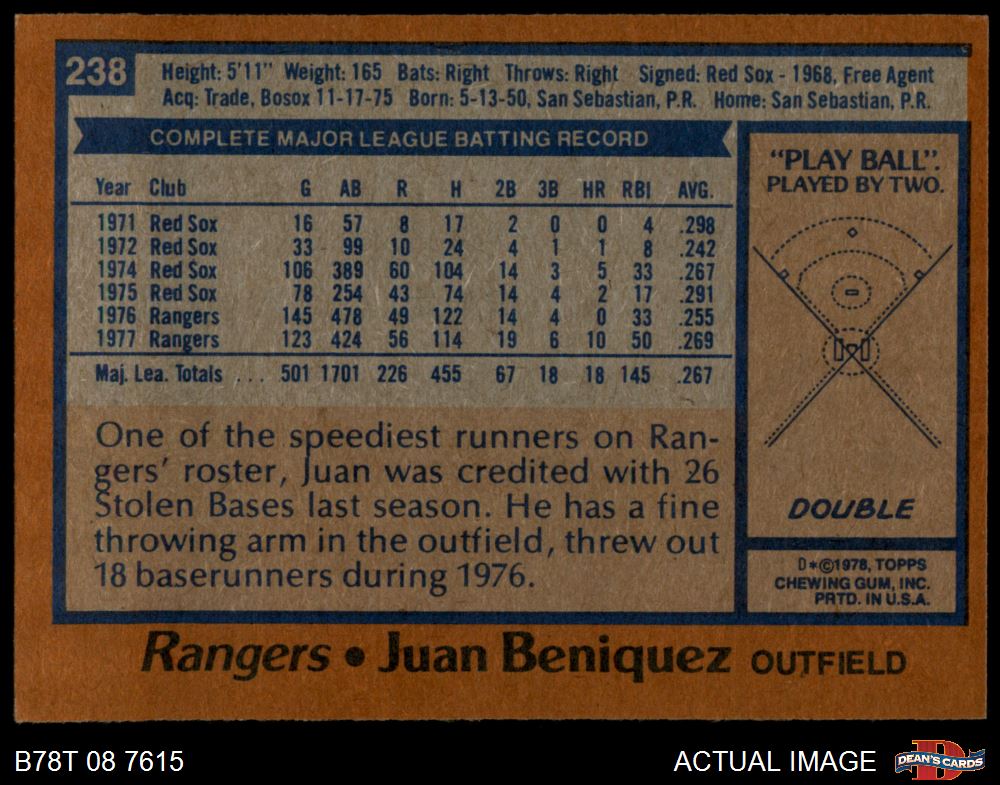 238
Height: 5'11" Weight: 165 Bats: Right Throws: Right Signed: Red Sox - 1968, Free Agent
Acq: Trade, Bosox 11-17-75 Born: 5-13-50, San Sebastian, P.R. Home: San Sebastian, P.R.
COMPLETE MAJOR LEAGUE BATTING RECORD
Year Club G AB R H 2B 3B HR RBI AVG.
1971 Red Sox 16 57 8 17 2 0 0 4 .298
1972 Red Sox 33 99 10 24 4 1 1 8 .242
1974 Red Sox 106 389 60 104 14 3 5 33 .267
1975 Red Sox 78 254 43 74 14 4 2 17 .291
1976 Rangers 145 478 49 122 14 4 0 33 .255
1977 Rangers 123 424 56 114 19 6 10 50 .269
Maj. Lea. Totals ... 501 1701 226 455 67 18 18 145 .267
One of the speediest runners on Ran-
gers' roster, Juan was credited with 26
Stolen Bases last season. He has a fine
throwing arm in the outfield, threw out
18 baserunners during 1976.
"PLAY BALL".
PLAYED BY TWO.
DOUBLE
D*©1978, TOPPS
CHEWING GUM, INC.
PRTD. IN U.S.A.
Rangers • Juan Beniquez OUTFIELD
B78T 08 7615
ACTUAL IMAGE
D
DEAN'S CARDS